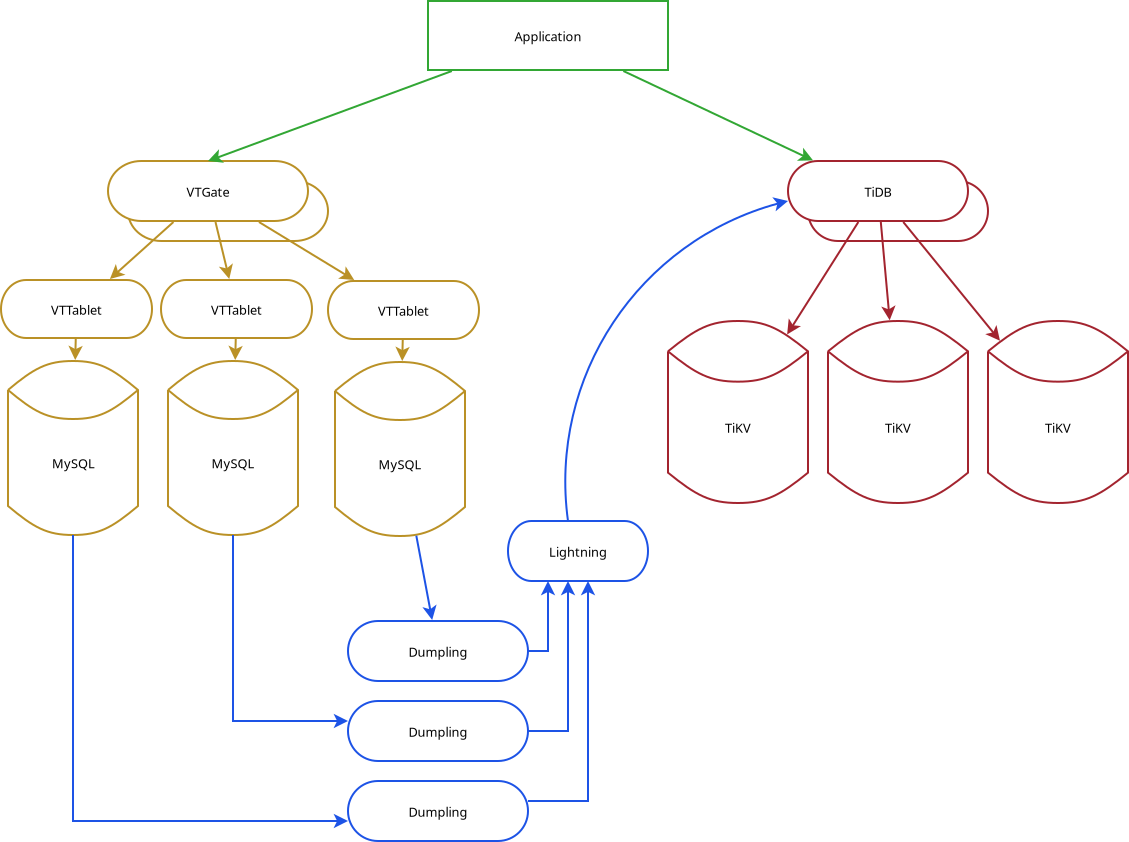 Application
VTGate
TiDB
VTTablet
VTTablet
VTTablet
MySQL
MySQL
MySQL
TiKV
TiKV
TiKV
Lightning
Dumpling
Dumpling
Dumpling